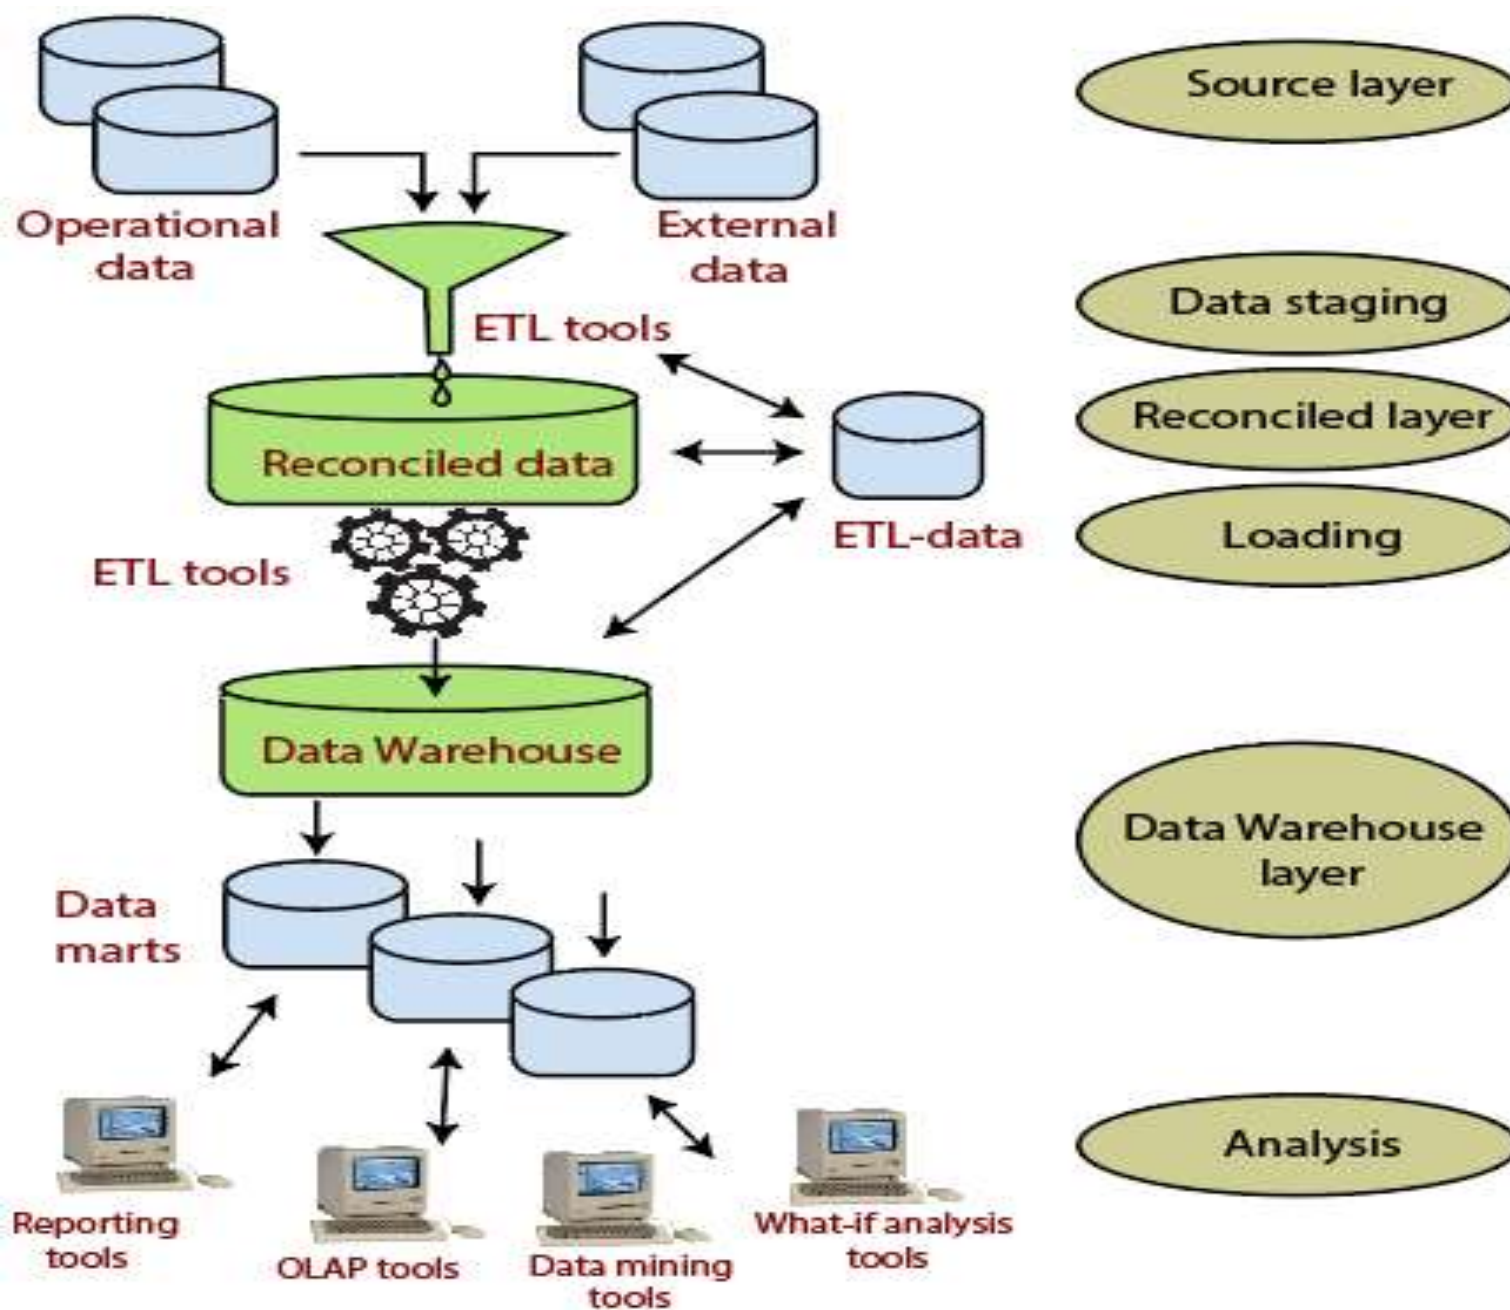 Source layer
Operational
data
External
data
Data staging
ETL tools
Reconciled layer
Reconciled data
ETL-data
Loading
ETL tools
Data Warehouse
Data Warehouse
layer
Data
marts
Analysis
Reporting
tools
OLAP tools
Data mining
tools
What-if analysis
tools